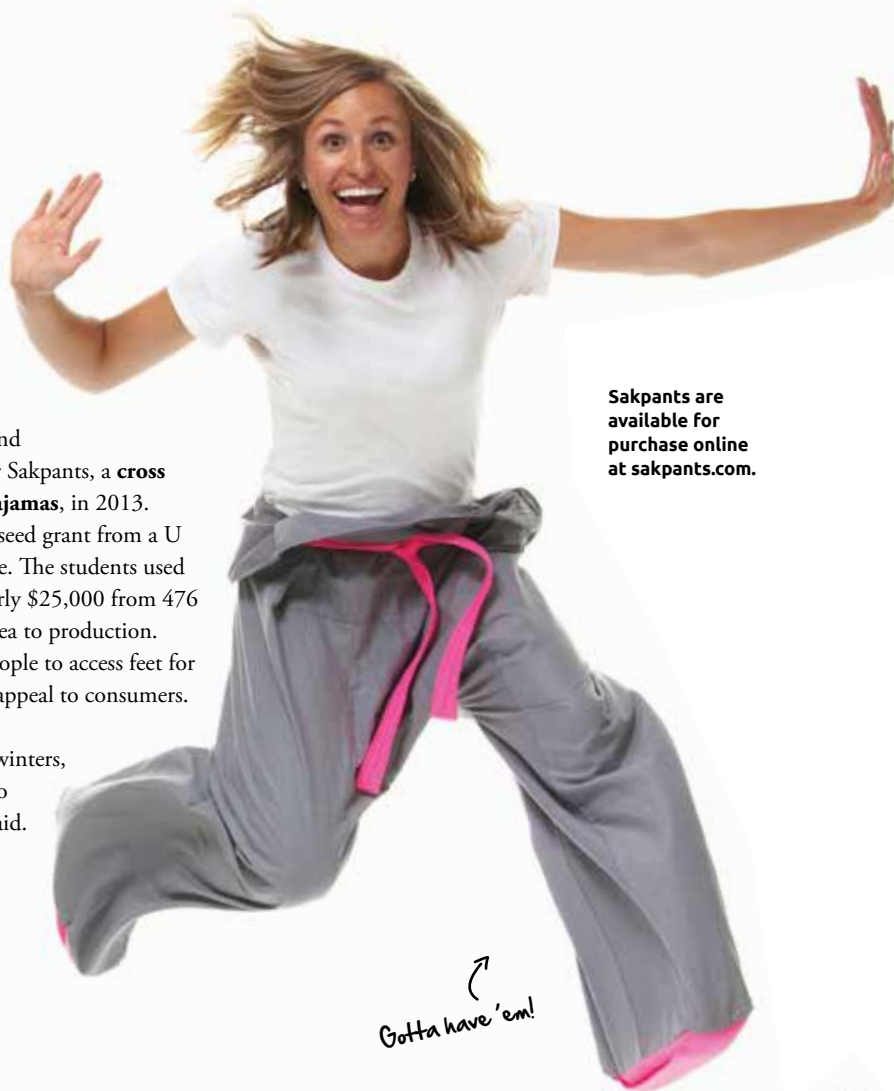 nd
r Sakpants, a cross
ajamas, in 2013.
seed grant from a U
e. The students used
rly $25,000 from 476
ea to production.
ople to access feet for
appeal to consumers.
winters,
o
aid.
Sakpants are
available for
purchase online
at sakpants.com.
Gotta have 'em!